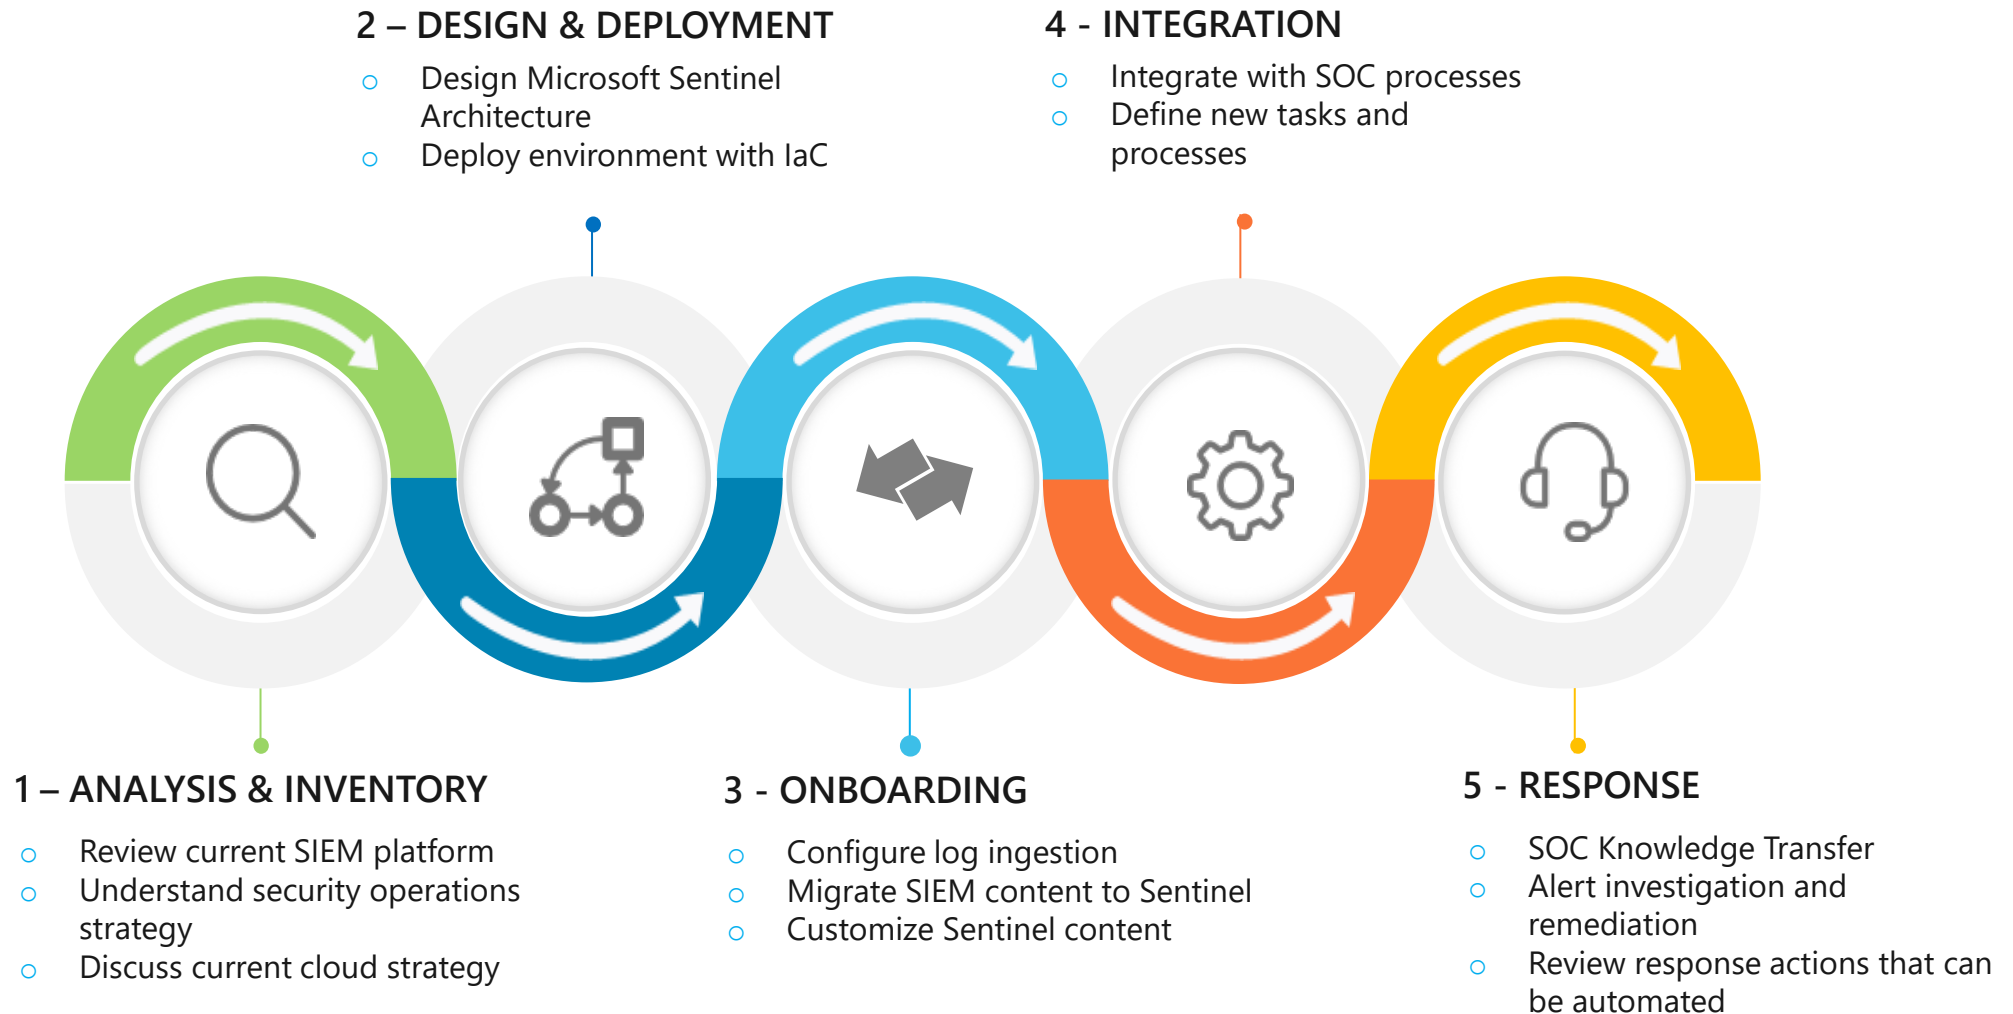 2 – DESIGN & DEPLOYMENT
o Design Microsoft Sentinel
Architecture
o Deploy environment with IaC
4 - INTEGRATION
o Integrate with SOC processes
o Define new tasks and
processes
1 – ANALYSIS & INVENTORY
o Review current SIEM platform
o Understand security operations
strategy
o Discuss current cloud strategy
3 - ONBOARDING
o Configure log ingestion
o Migrate SIEM content to Sentinel
o Customize Sentinel content
5 - RESPONSE
o SOC Knowledge Transfer
o Alert investigation and
remediation
o Review response actions that can
be automated